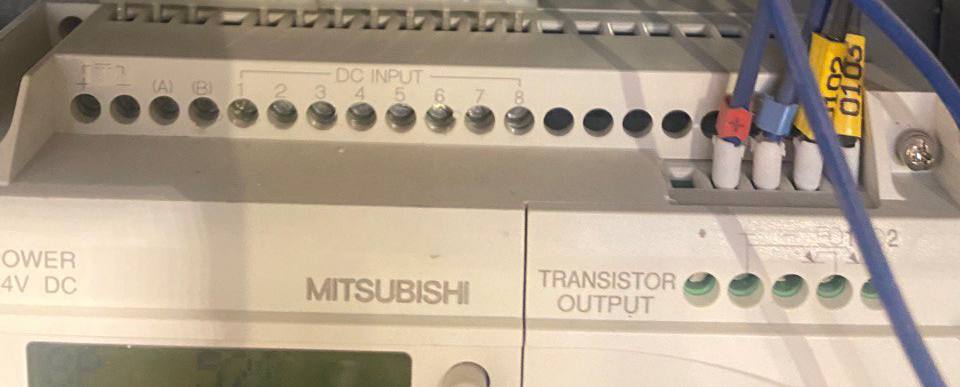 + -
(A) (B)
DC INPUT
1 2 3 4 5 6 7 8
0102
0103
OWER
4V DC
MITSUBISHI
TRANSISTOR
OUTPUT